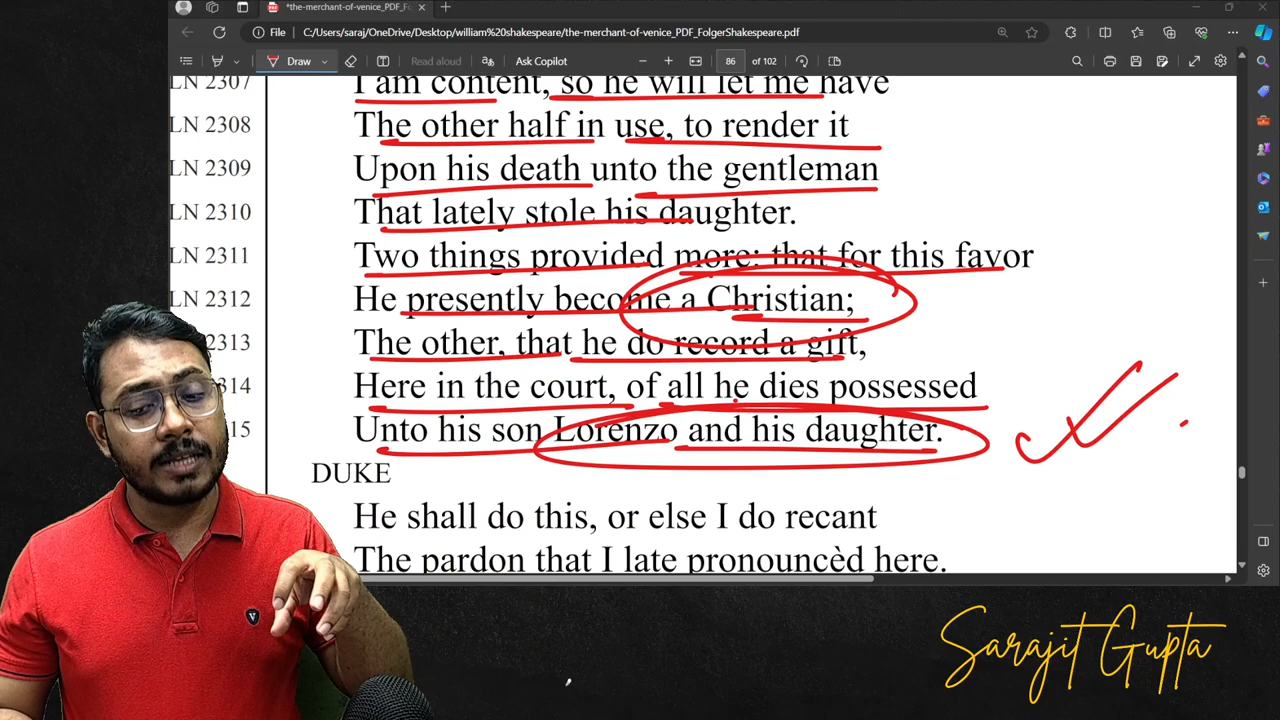 *the-merchant-of-venice_PDF_F
File C:/Users/saraj/OneDrive/Desktop/william%20shakespeare/the-merchant-of-venice_PDF_FolgerShakespeare.pdf
Draw Read aloud Ask Copilot 86 of 102
LN 2307 I am content, so he will let me have
LN 2308 The other half in use, to render it
LN 2309 Upon his death unto the gentleman
LN 2310 That lately stole his daughter.
LN 2311 Two things provided more: that for this favor
LN 2312 He presently become a Christian;
LN 2313 The other, that he do record a gift,
314 Here in the court, of all he dies possessed
15 Unto his son Lorenzo and his daughter.
DUKE
He shall do this, or else I do recant
The pardon that I late pronouncèd here.
Sarajit Gupta